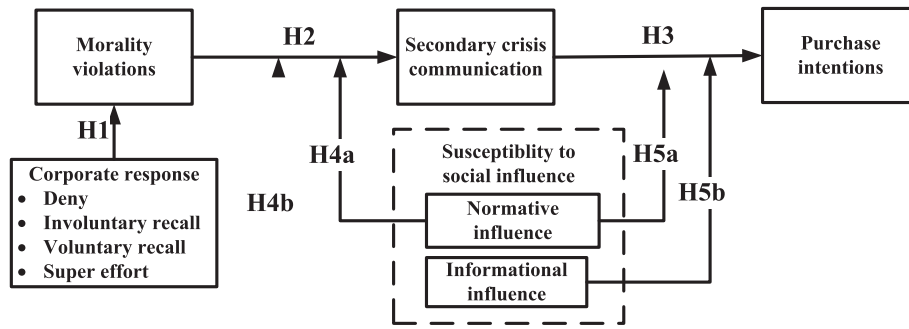 Morality
violations
H2
Secondary crisis
communication
H3
Purchase
intentions
H1
Corporate response
• Deny
• Involuntary recall
• Voluntary recall
• Super effort
H4b
H4a
Susceptiblity to
social influence
H5a
H5b
Normative
influence
Informational
influence